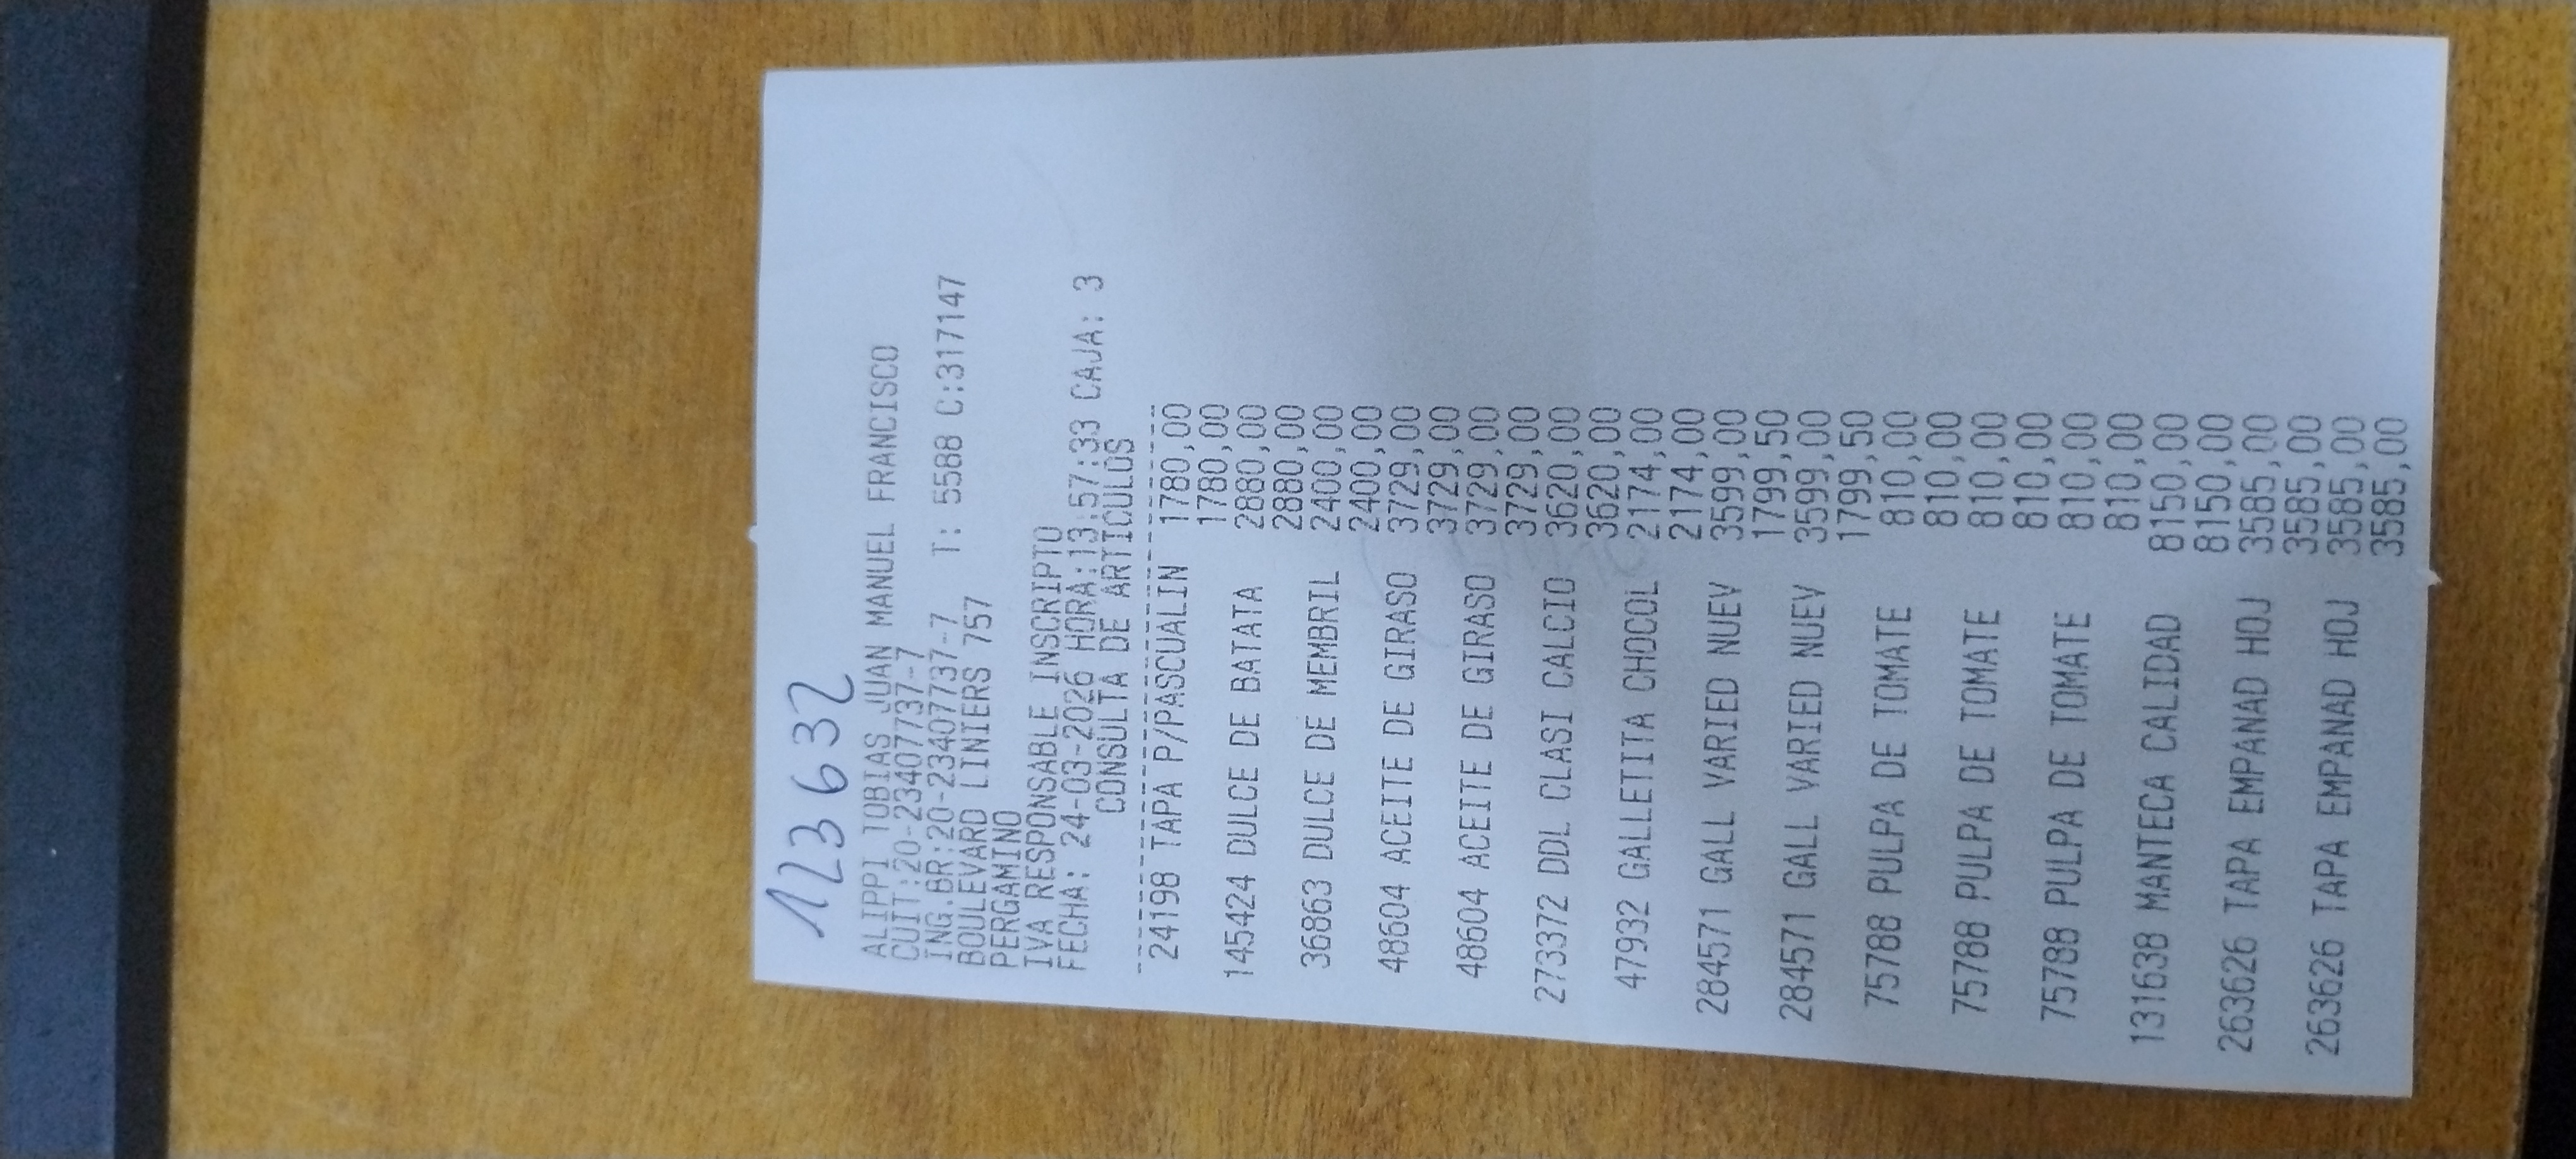 123632
ALIPPI TOBIAS JUAN MANUEL FRANCISCO
CUIT:20-23407737-7
ING.BR:20-23407737-7
BOULEVARD LINIERS 757 T: 5588 C:317147
PERGAMINO
IVA RESPONSABLE INSCRIPTO
FECHA: 24-03-2026 HORA:13:57:33 CAJA: 3
CONSULTA DE ARTICULOS
24198 TAPA P/PASCUALIN 1780,00
1780,00
145424 DULCE DE BATATA 2880,00
2880,00
36863 DULCE DE MEMBRIL 2400,00
2400,00
48604 ACEITE DE GIRASO 3729,00
3729,00
48604 ACEITE DE GIRASO 3729,00
3729,00
273372 DDL CLASI CALCIO 3620,00
3620,00
47932 GALLETITA CHOCOL 2174,00
2174,00
284571 GALL VARIED NUEV 3599,00
1799,50
284571 GALL VARIED NUEV 3599,00
1799,50
75788 PULPA DE TOMATE 810,00
810,00
75788 PULPA DE TOMATE 810,00
810,00
75788 PULPA DE TOMATE 810,00
810,00
131638 MANTECA CALIDAD 8150,00
8150,00
263626 TAPA EMPANAD HOJ 3585,00
3585,00
263626 TAPA EMPANAD HOJ 3585,00
3585,00